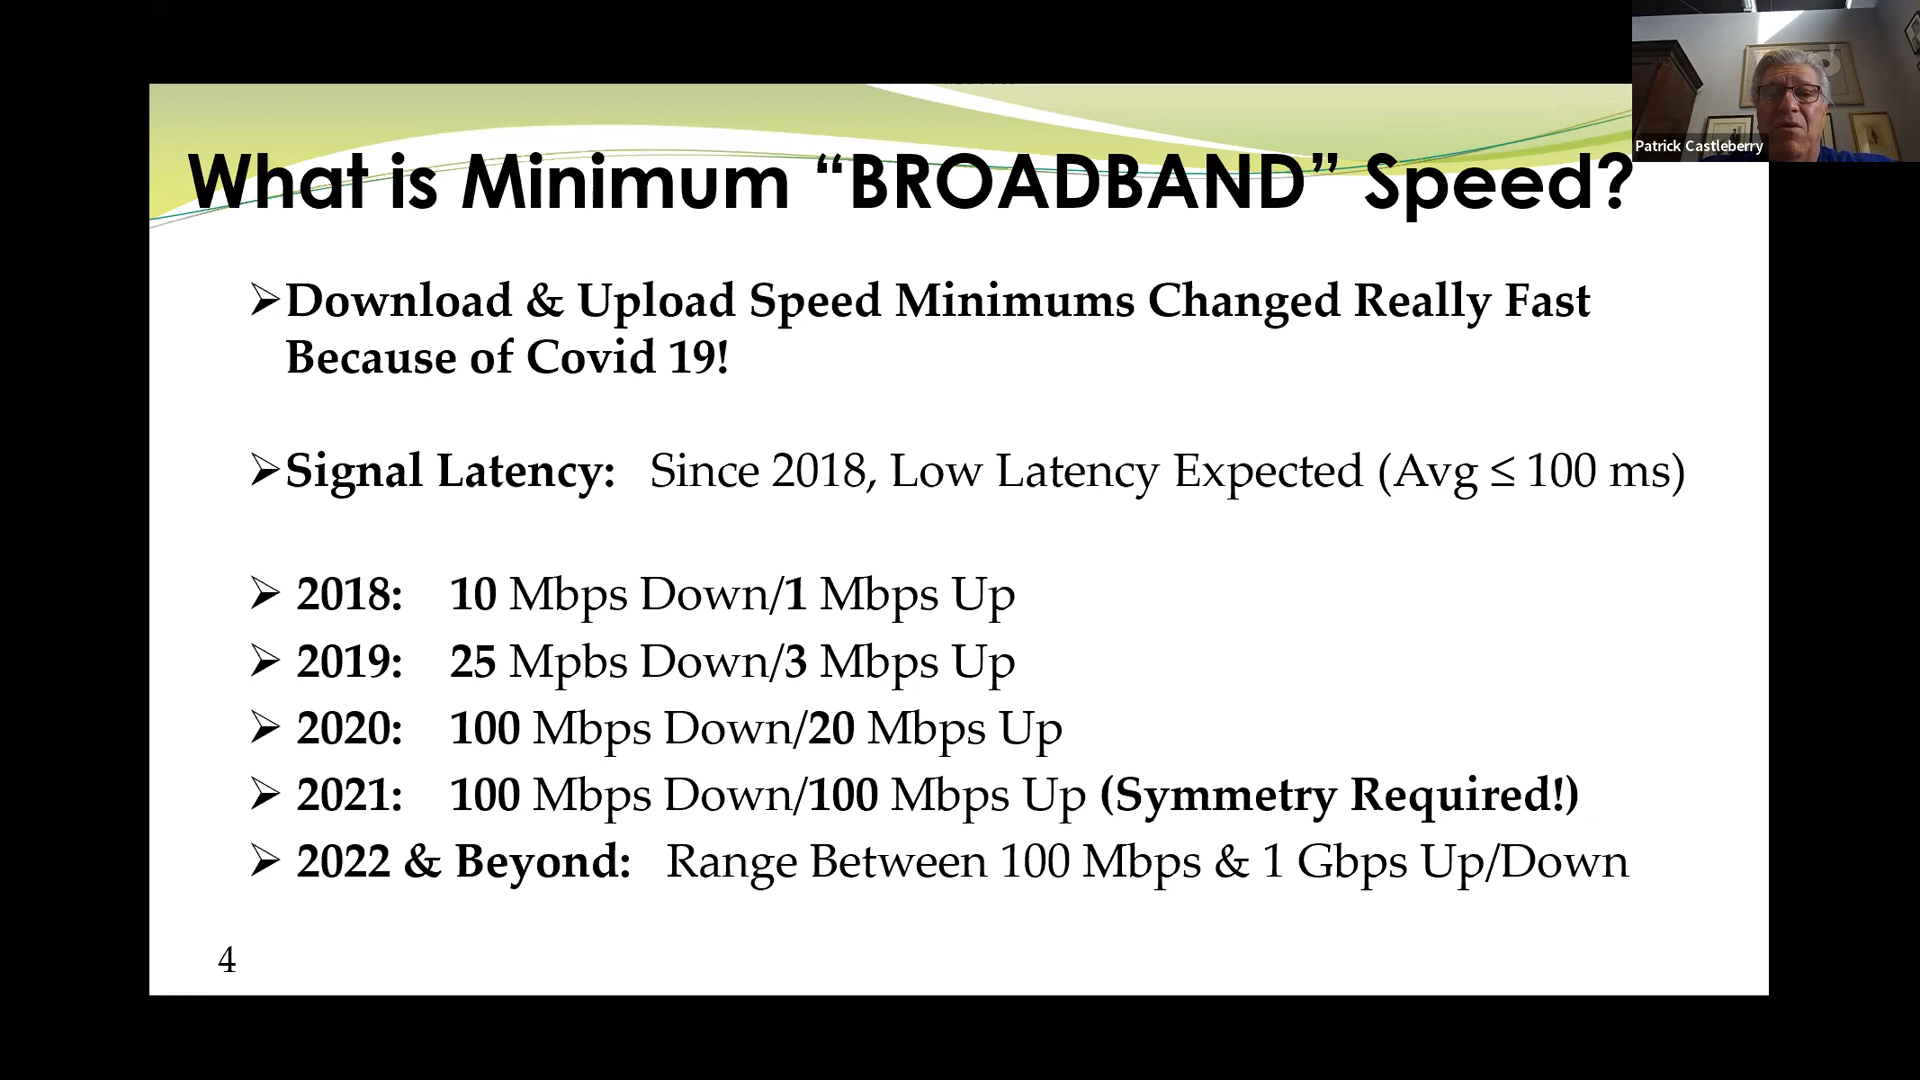 Patrick Castleberry
What is Minimum “BROADBAND” Speed?
➢Download & Upload Speed Minimums Changed Really Fast
Because of Covid 19!
➢Signal Latency: Since 2018, Low Latency Expected (Avg ≤ 100 ms)
➢ 2018: 10 Mbps Down/1 Mbps Up
➢ 2019: 25 Mpbs Down/3 Mbps Up
➢ 2020: 100 Mbps Down/20 Mbps Up
➢ 2021: 100 Mbps Down/100 Mbps Up (Symmetry Required!)
➢ 2022 & Beyond: Range Between 100 Mbps & 1 Gbps Up/Down
4